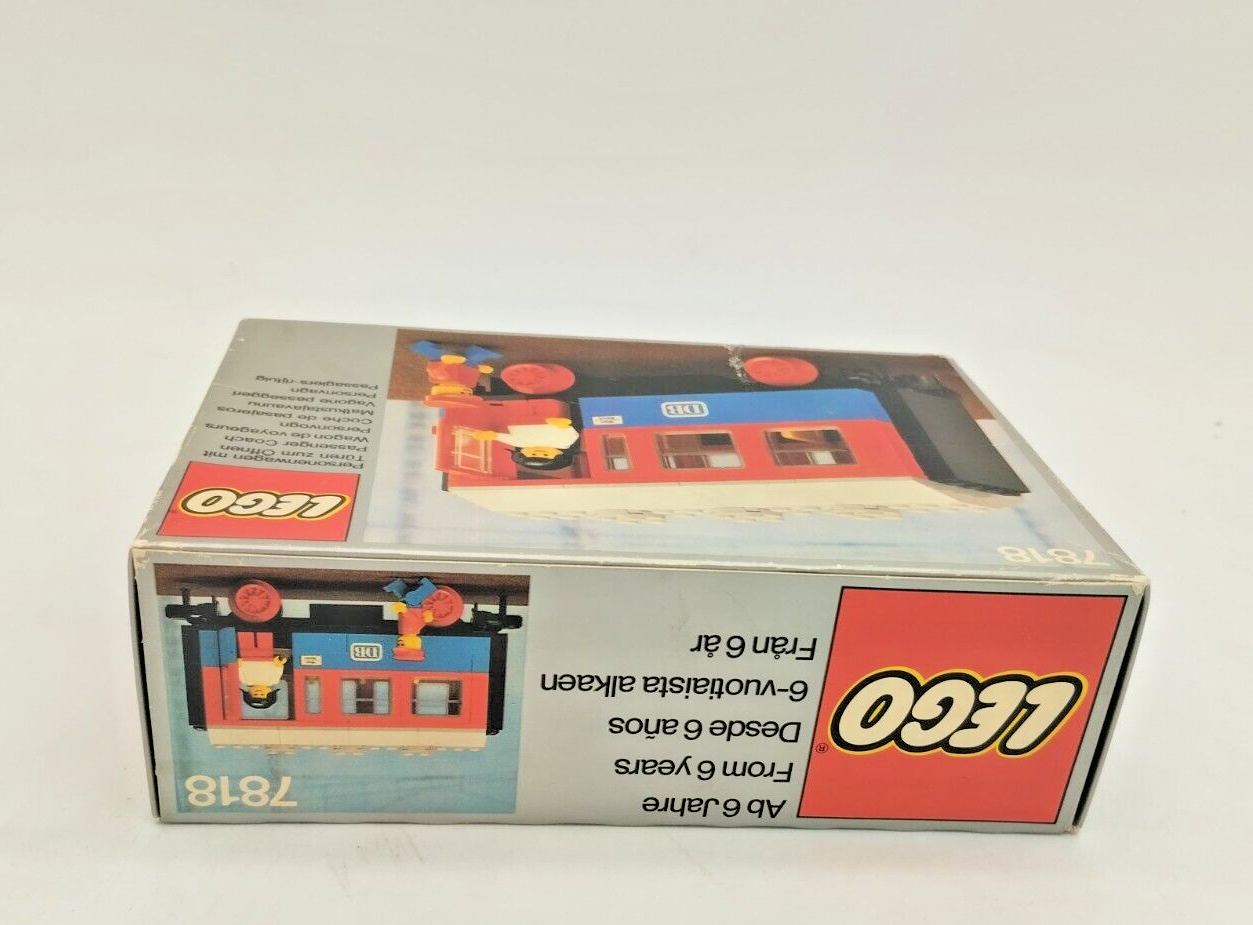 LEGO
Personenwagen mit
Türen zum Öffnen
Passenger Coach
Wagon de voyageurs
Personvogn
Coche de pasajeros
Matkustajavaunu
Vagone passeggeri
Personvagn
Passagiers-rijtuig
7818
DB
LEGO®
Ab 6 Jahre
From 6 years
Desde 6 años
6-vuotiaista alkaen
Från 6 år
7818
DB